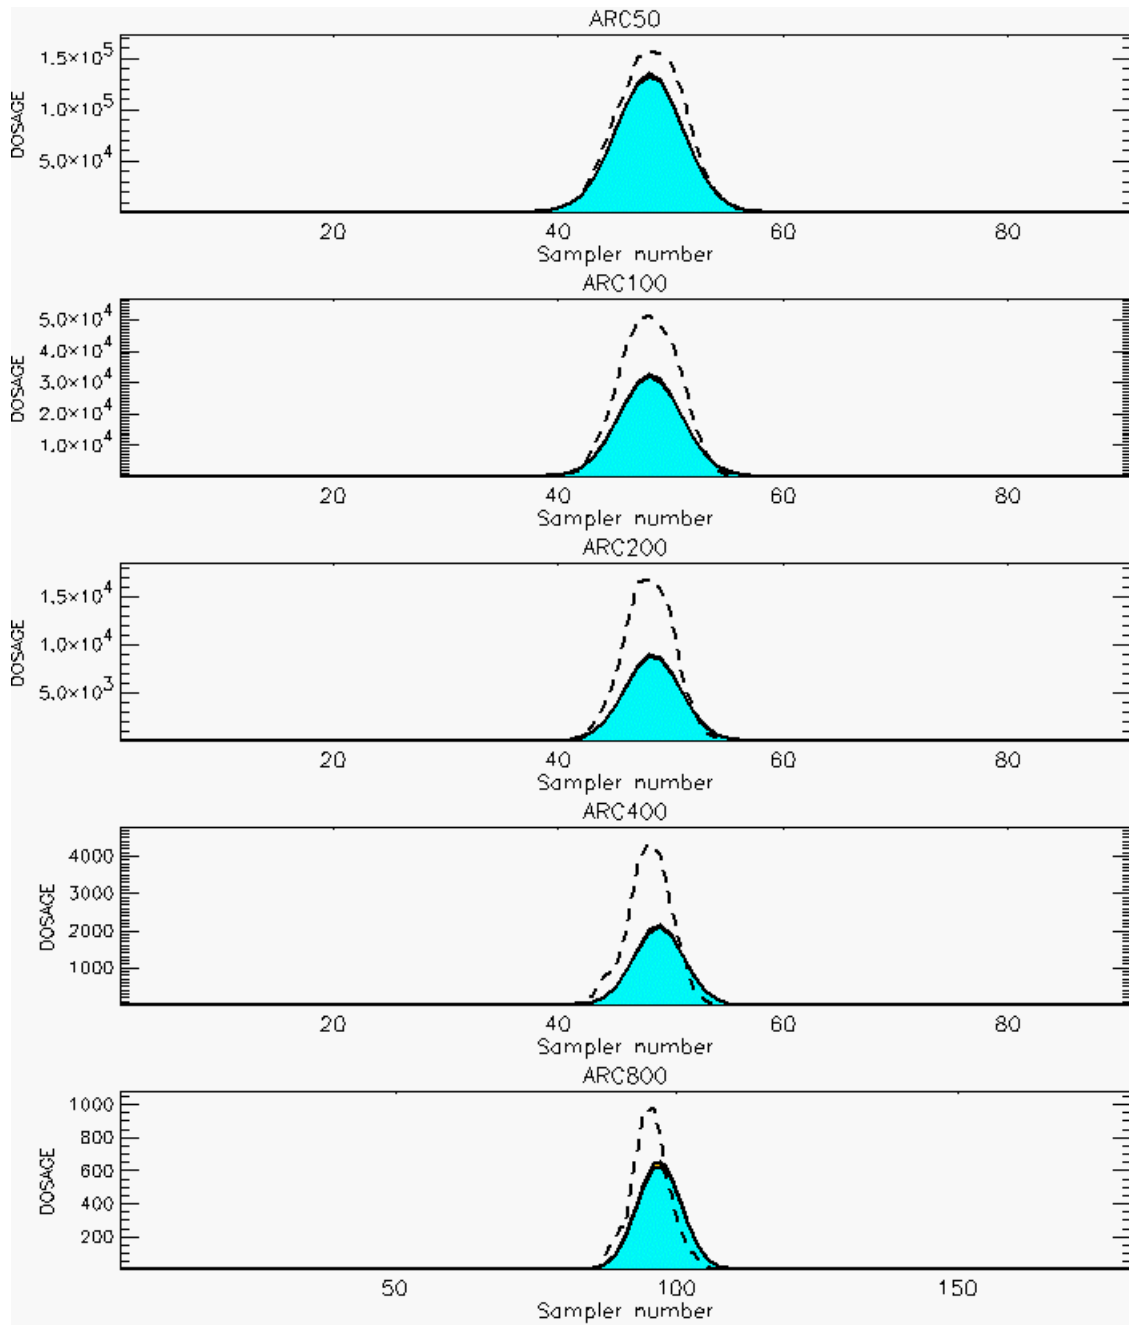 ARC50
1.5×10⁵
1.0×10⁵
5.0×10⁴
DOSAGE
20 40 60 80
Sampler number
ARC100
5.0×10⁴
4.0×10⁴
3.0×10⁴
2.0×10⁴
1.0×10⁴
DOSAGE
20 40 60 80
Sampler number
ARC200
1.5×10⁴
1.0×10⁴
5.0×10³
DOSAGE
20 40 60 80
Sampler number
ARC400
4000
3000
2000
1000
DOSAGE
20 40 60 80
Sampler number
ARC800
1000
800
600
400
200
DOSAGE
50 100 150
Sampler number